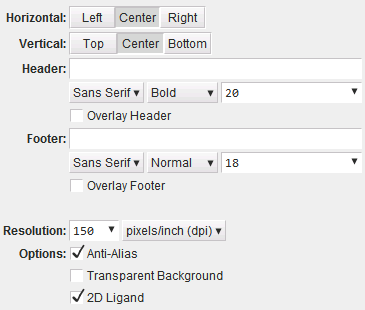 Horizontal: Left Center Right
Vertical: Top Center Bottom
Header:
Sans Serif Bold 20
Overlay Header
Footer:
Sans Serif Normal 18
Overlay Footer
Resolution: 150 pixels/inch (dpi)
Options: Anti-Alias
Transparent Background
2D Ligand